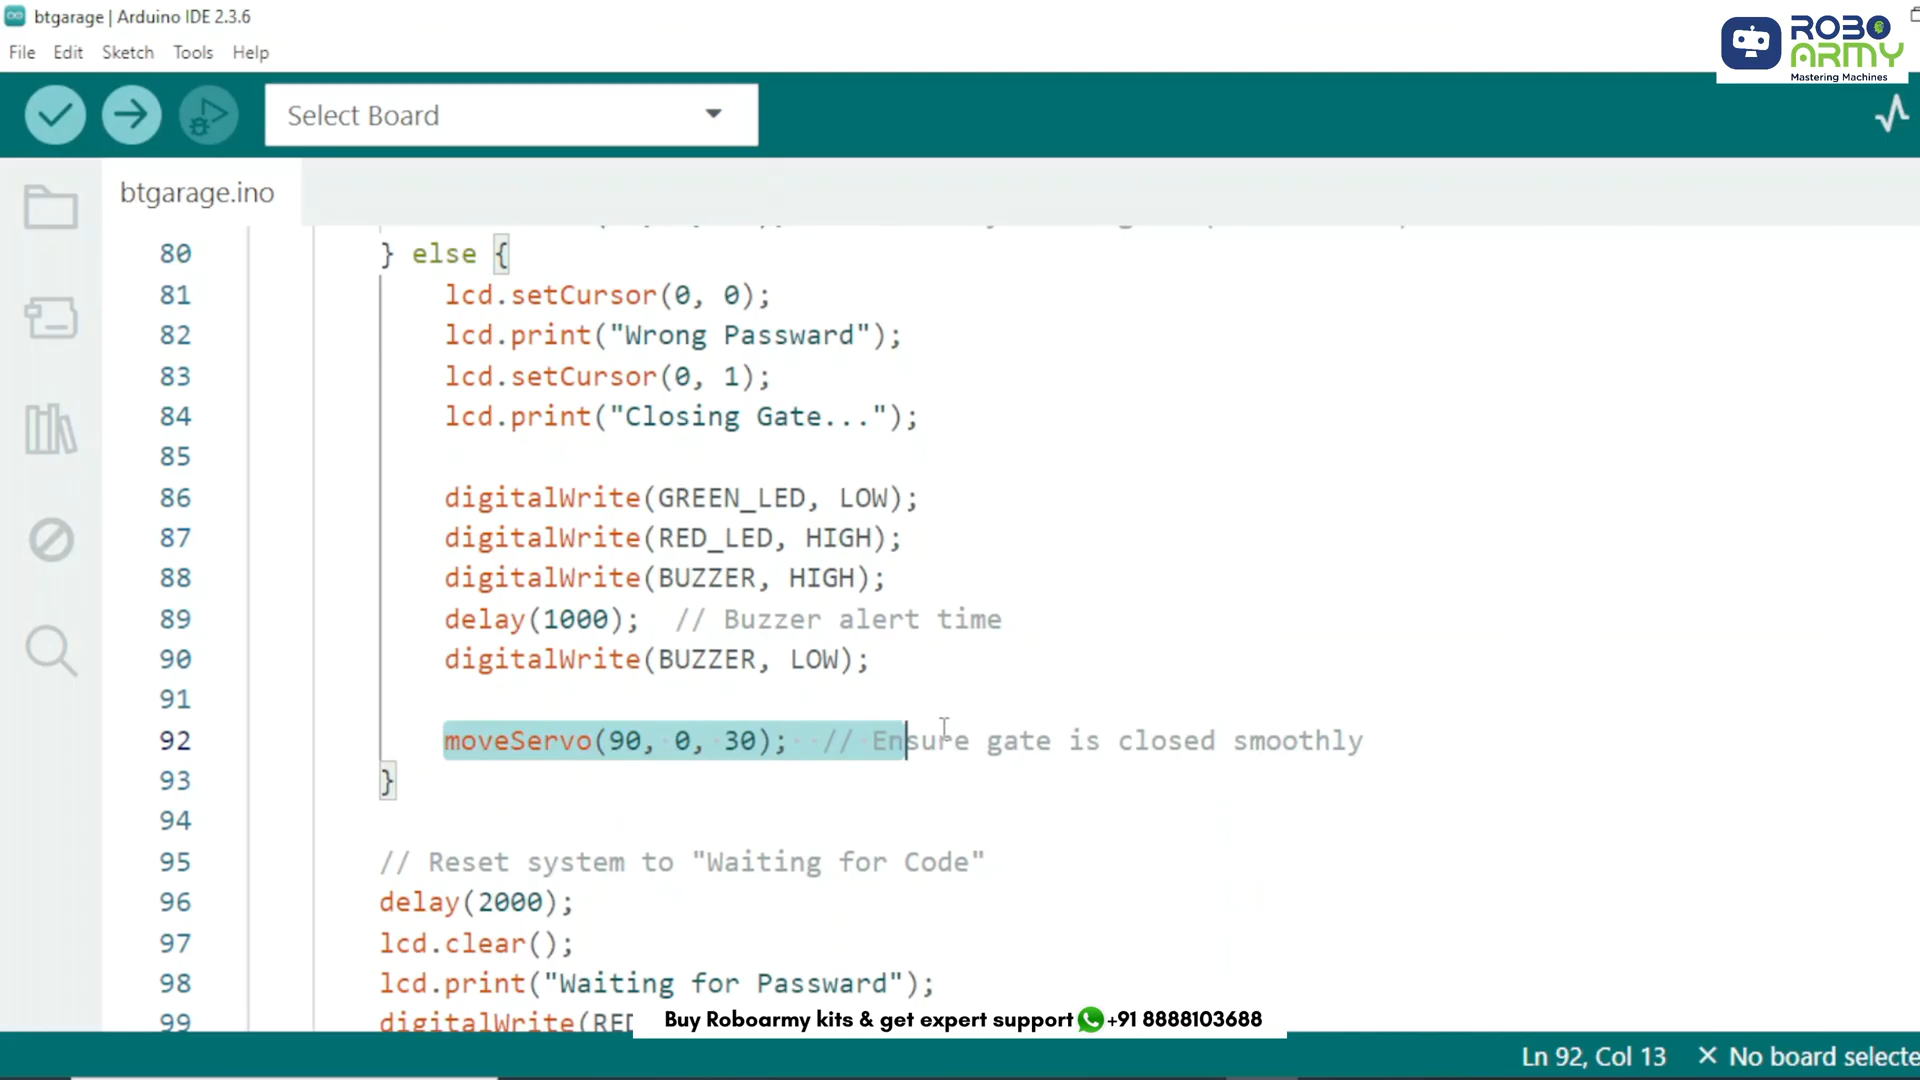 btgarage | Arduino IDE 2.3.6
ROBO
ARMY
Mastering Machines
File Edit Sketch Tools Help
Select Board
btgarage.ino
80 } else {
81 lcd.setCursor(0, 0);
82 lcd.print("Wrong Passward");
83 lcd.setCursor(0, 1);
84 lcd.print("Closing Gate...");
85
86 digitalWrite(GREEN_LED, LOW);
87 digitalWrite(RED_LED, HIGH);
88 digitalWrite(BUZZER, HIGH);
89 delay(1000); // Buzzer alert time
90 digitalWrite(BUZZER, LOW);
91
92 moveServo(90, 0, 30); // Ensure gate is closed smoothly
93 }
94
95 // Reset system to "Waiting for Code"
96 delay(2000);
97 lcd.clear();
98 lcd.print("Waiting for Passward");
99 digitalWrite(RED
Buy Roboarmy kits & get expert support +91 8888103688
Ln 92, Col 13 No board selecte